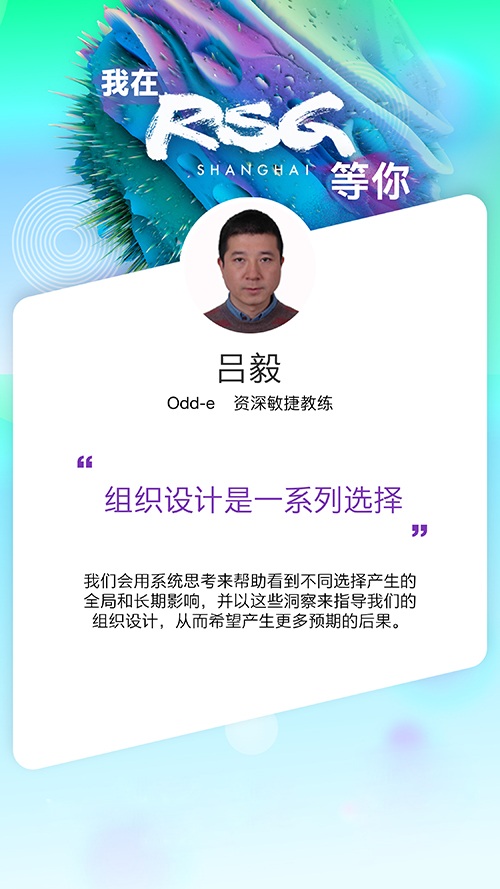 我在
RSG
SHANGHAI
等你
吕毅
Odd-e 资深敏捷教练
“
组织设计是一系列选择
”
我们会用系统思考来帮助看到不同选择产生的
全局和长期影响，并以这些洞察来指导我们的
组织设计，从而希望产生更多预期的后果。